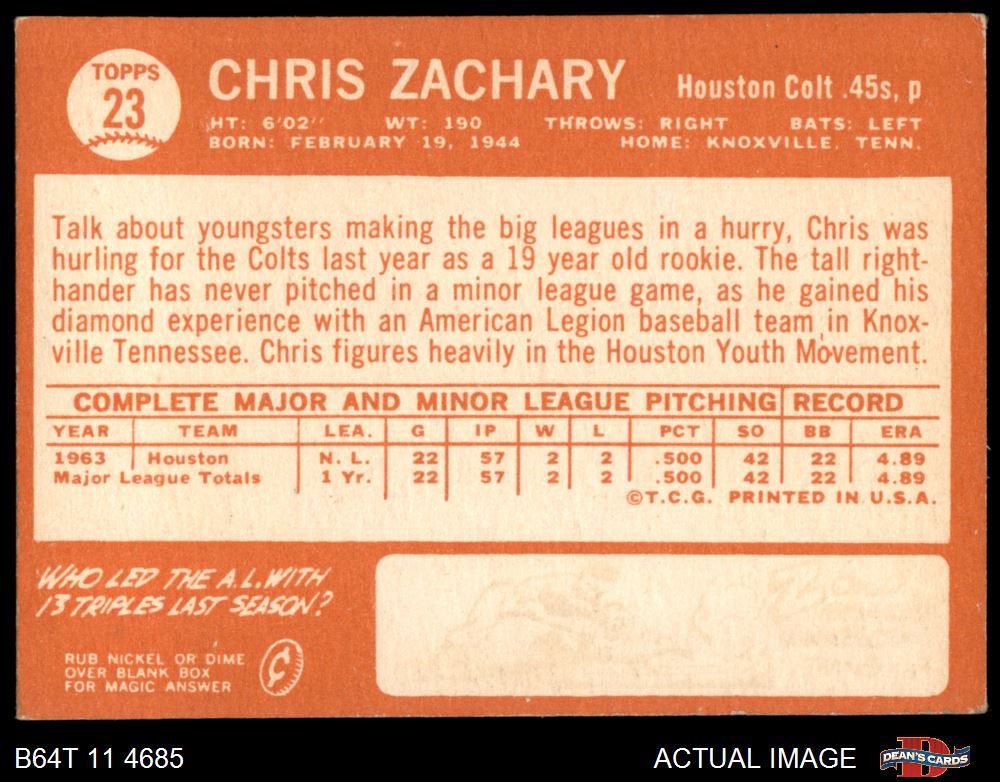 TOPPS
23
CHRIS ZACHARY
Houston Colt .45s, p
HT: 6'02" WT: 190 THROWS: RIGHT BATS: LEFT
BORN: FEBRUARY 19, 1944 HOME: KNOXVILLE, TENN.
Talk about youngsters making the big leagues in a hurry, Chris was
hurling for the Colts last year as a 19 year old rookie. The tall right-
hander has never pitched in a minor league game, as he gained his
diamond experience with an American Legion baseball team in Knox-
ville Tennessee. Chris figures heavily in the Houston Youth Movement.
COMPLETE MAJOR AND MINOR LEAGUE PITCHING RECORD
YEAR TEAM LEA. G IP W L PCT SO BB ERA
1963 Houston N. L. 22 57 2 2 .500 42 22 4.89
Major League Totals 1 Yr. 22 57 2 2 .500 42 22 4.89
©T.C.G. PRINTED IN U.S.A.
WHO LED THE A.L. WITH
13 TRIPLES LAST SEASON?
RUB NICKEL OR DIME
OVER BLANK BOX
FOR MAGIC ANSWER
¢
B64T 11 4685
ACTUAL IMAGE
DEAN'S CARDS